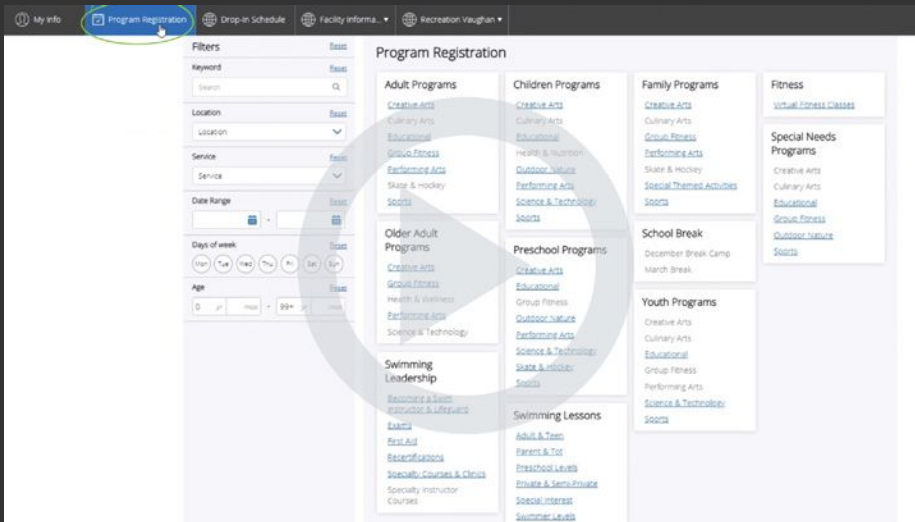 My Info
Program Registration
Drop-In Schedule
Facility Informa...
Recreation Vaughan
Filters
Reset
Keyword
Reset
Search
Location
Reset
Location
Service
Reset
Service
Date Range
Reset
-
Days of week
Reset
Mon Tue Wed Thu Fri Sat Sun
Age
Reset
0 yr mos - 99+ yr mos
Program Registration
Adult Programs
Creative Arts
Culinary Arts
Educational
Group Fitness
Performing Arts
Skate & Hockey
Sports
Older Adult
Programs
Creative Arts
Group Fitness
Health & Wellness
Performing Arts
Science & Technology
Swimming
Leadership
Becoming a Swim
Instructor & Lifeguard
Exams
First Aid
Recertifications
Specialty Courses & Clinics
Specialty Instructor
Courses
Children Programs
Creative Arts
Culinary Arts
Educational
Health & Nutrition
Outdoor Nature
Performing Arts
Science & Technology
Sports
Preschool Programs
Creative Arts
Educational
Group Fitness
Outdoor Nature
Performing Arts
Science & Technology
Skate & Hockey
Sports
Swimming Lessons
Adult & Teen
Parent & Tot
Preschool Levels
Private & Semi-Private
Special Interest
Swimmer Levels
Family Programs
Creative Arts
Culinary Arts
Group Fitness
Performing Arts
Skate & Hockey
Special Themed Activities
Sports
School Break
December Break Camp
March Break
Youth Programs
Creative Arts
Culinary Arts
Educational
Group Fitness
Performing Arts
Science & Technology
Sports
Fitness
Virtual Fitness Classes
Special Needs
Programs
Creative Arts
Culinary Arts
Educational
Group Fitness
Outdoor Nature
Sports